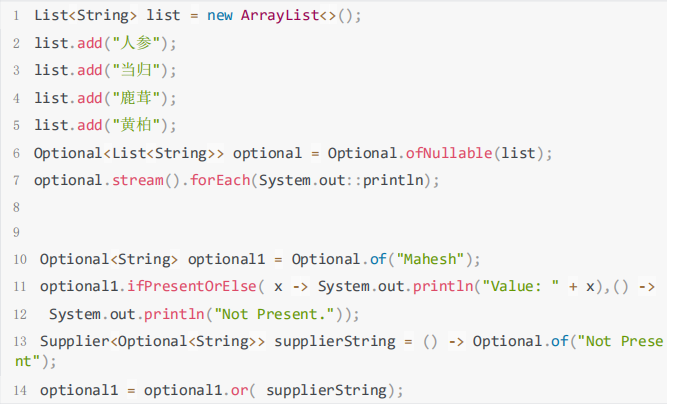 1 List<String> list = new ArrayList<>();
2 list.add("人参");
3 list.add("当归");
4 list.add("鹿茸");
5 list.add("黄柏");
6 Optional<List<String>> optional = Optional.ofNullable(list);
7 optional.stream().forEach(System.out::println);
8
9
10 Optional<String> optional1 = Optional.of("Mahesh");
11 optional1.ifPresentOrElse( x -> System.out.println("Value: " + x),() ->
12 System.out.println("Not Present."));
13 Supplier<Optional<String>> supplierString = () -> Optional.of("Not Prese
nt");
14 optional1 = optional1.or( supplierString);